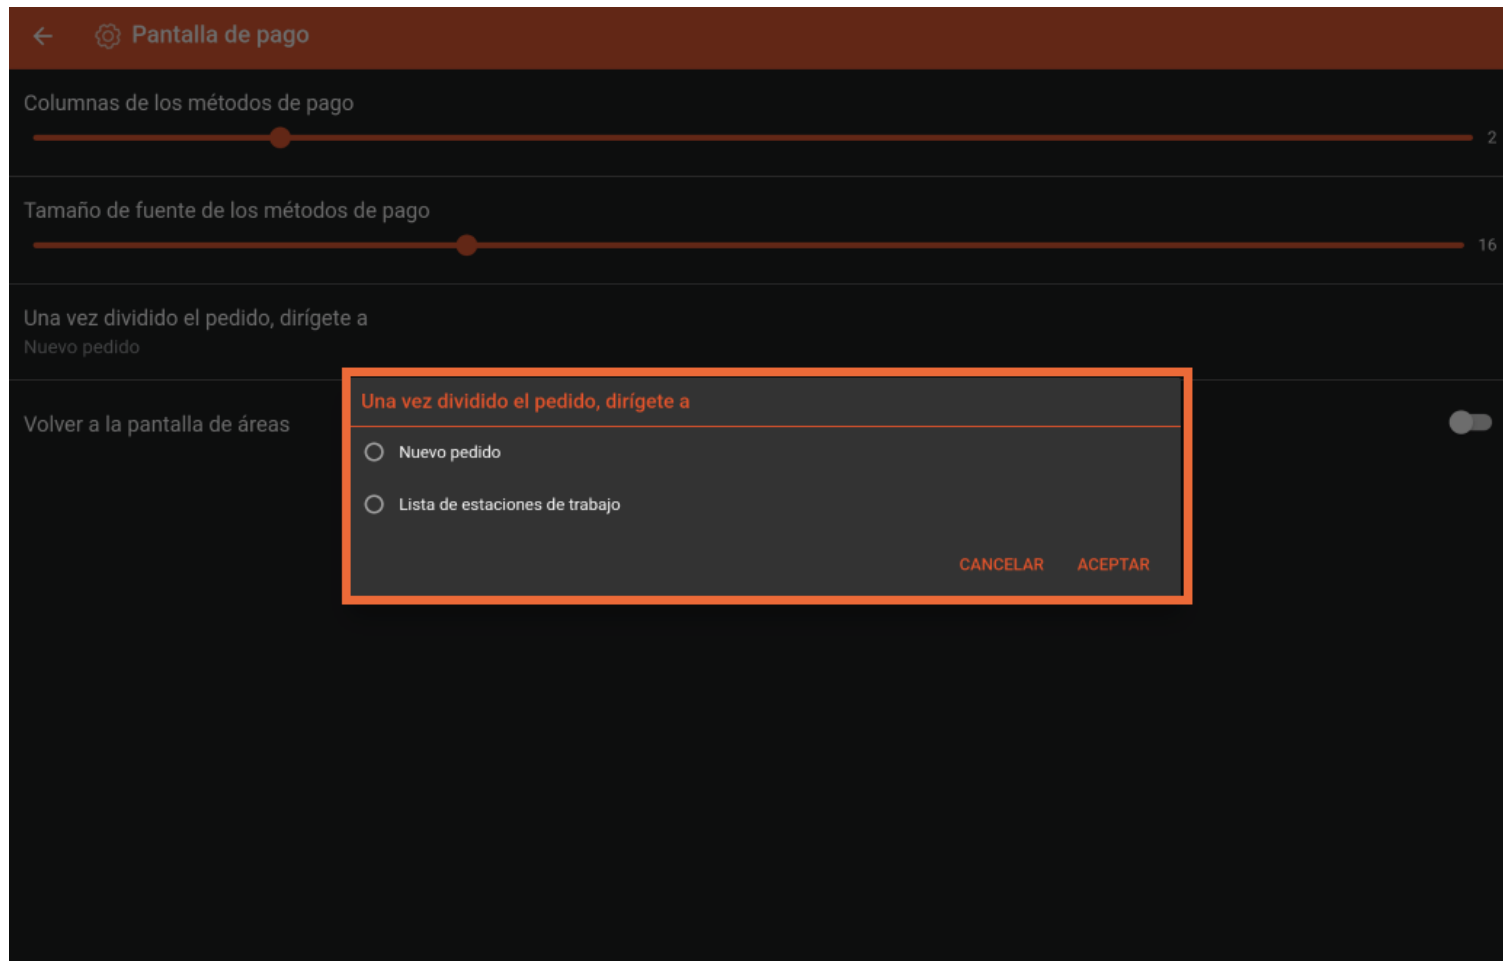 Pantalla de pago
Columnas de los métodos de pago
2
Tamaño de fuente de los métodos de pago
16
Una vez dividido el pedido, dirígete a
Nuevo pedido
Volver a la pantalla de áreas
Una vez dividido el pedido, dirígete a
Nuevo pedido
Lista de estaciones de trabajo
CANCELAR ACEPTAR